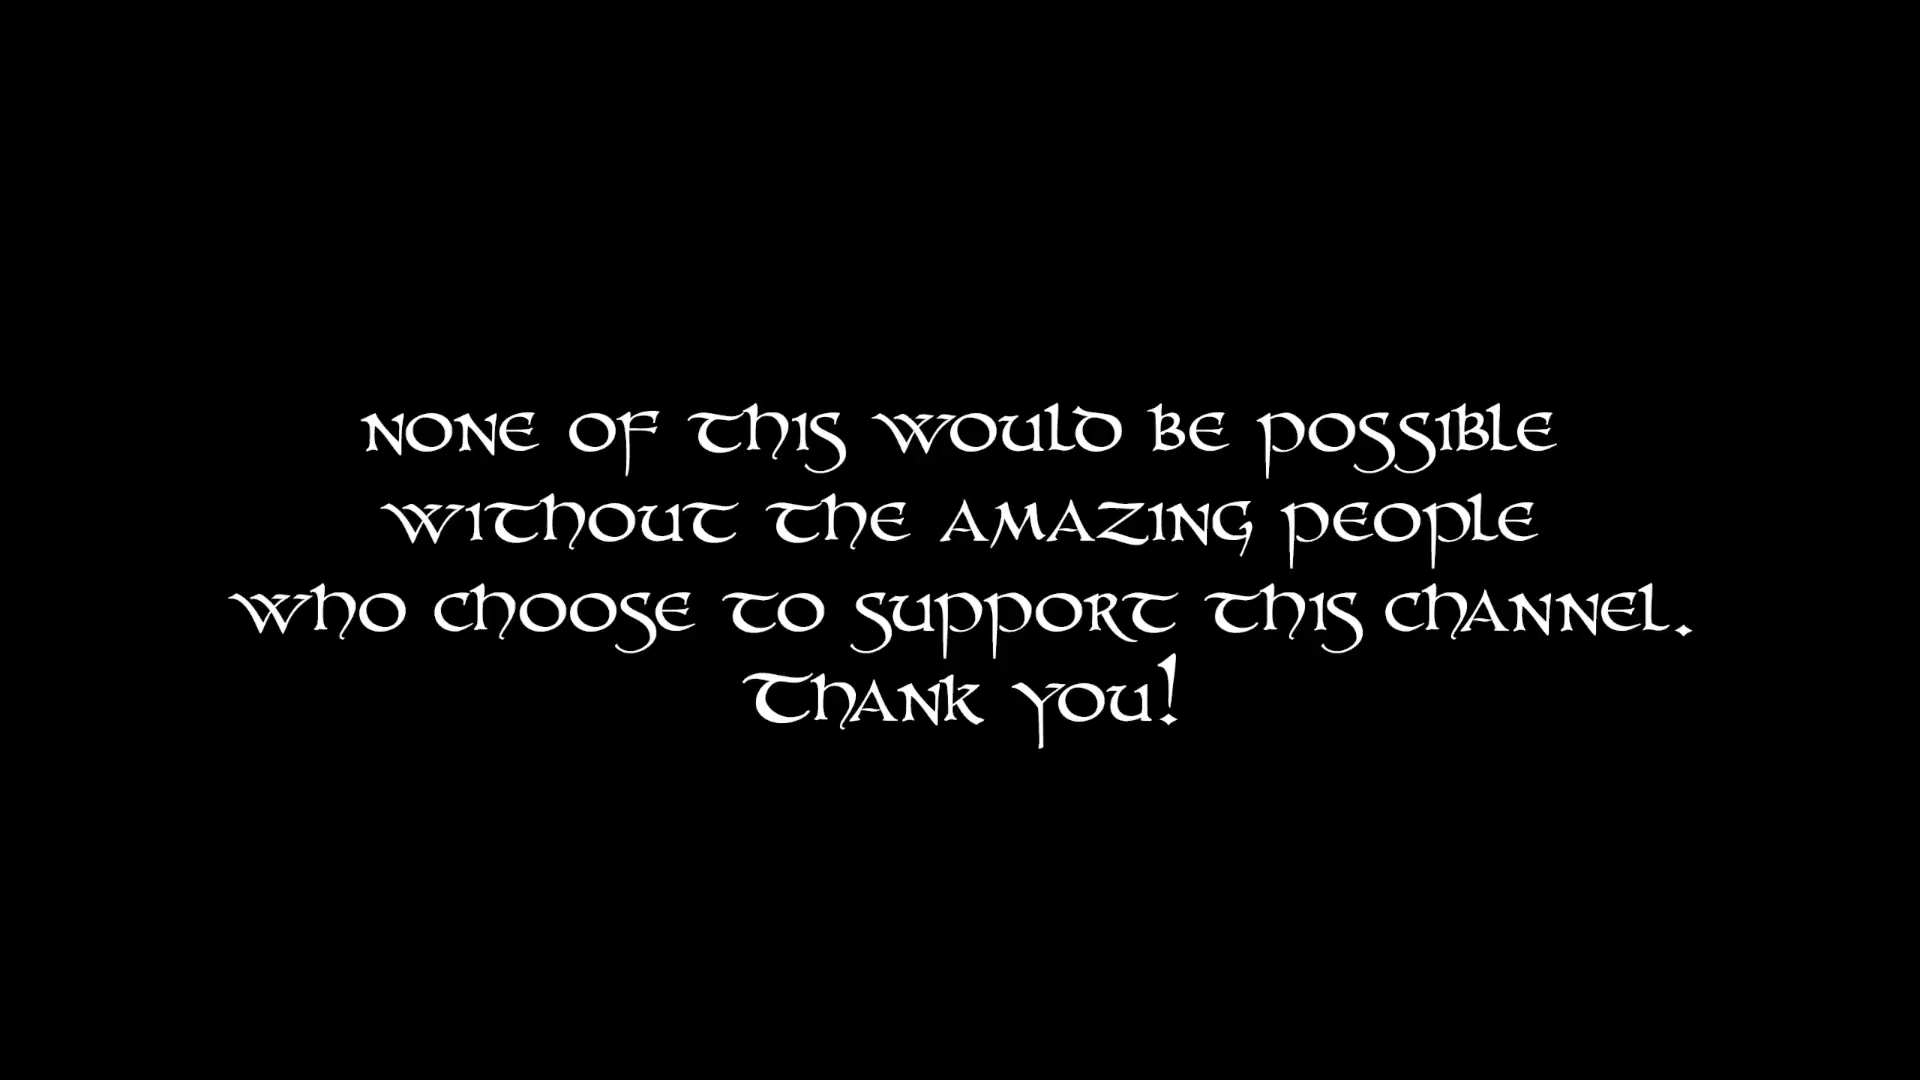 none of this would be possible
without the amazing people
who choose to support this channel.
Thank you!